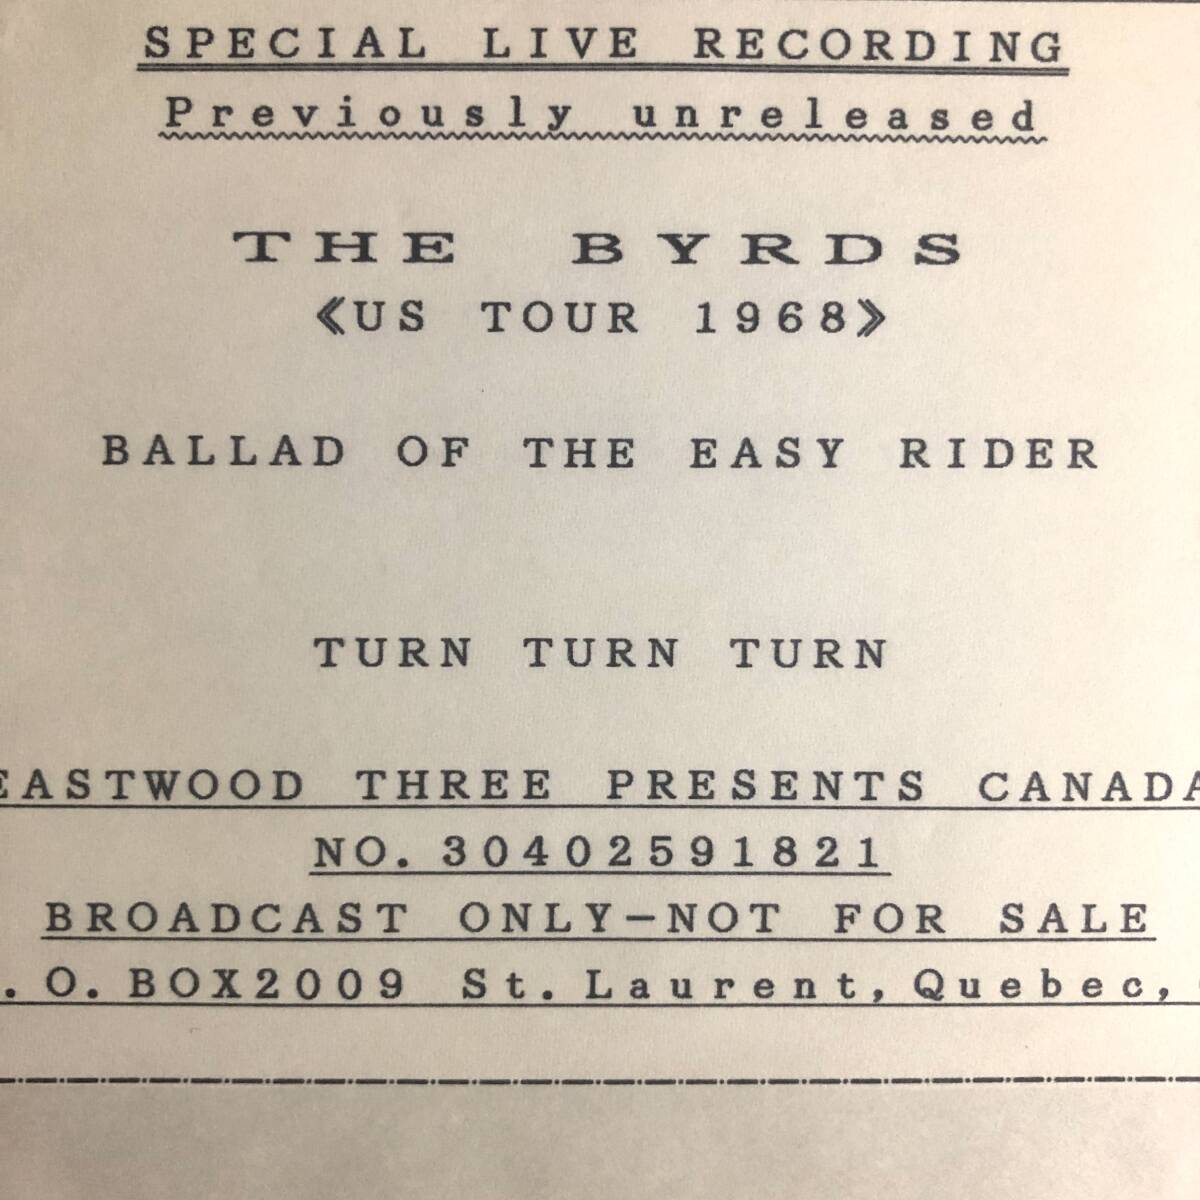 SPECIAL LIVE RECORDING
Previously unreleased
THE BYRDS
《US TOUR 1968》
BALLAD OF THE EASY RIDER
TURN TURN TURN
EASTWOOD THREE PRESENTS CANADA
NO.30402591821
BROADCAST ONLY－NOT FOR SALE
.O.BOX2009 St.Laurent,Quebec,